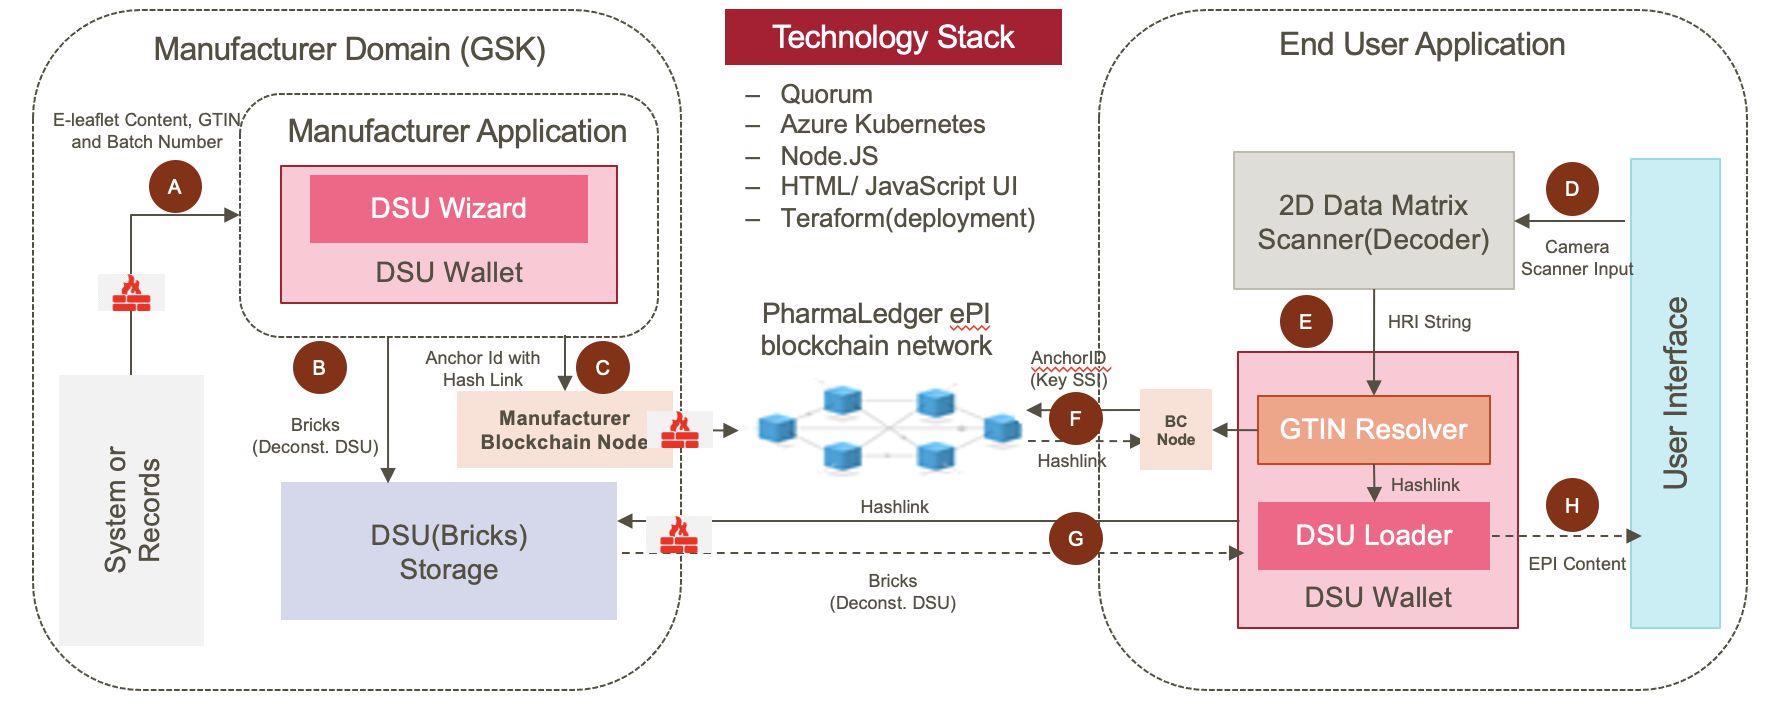 Manufacturer Domain (GSK)
E-leaflet Content, GTIN
and Batch Number
A
Manufacturer Application
DSU Wizard
DSU Wallet
B
Anchor Id with
Hash Link
C
Bricks
(Deconst. DSU)
Manufacturer
Blockchain Node
System or
Records
DSU(Bricks)
Storage
Technology Stack
– Quorum
– Azure Kubernetes
– Node.JS
– HTML/ JavaScript UI
– Teraform(deployment)
PharmaLedger ePI
blockchain network
AnchorID
(Key SSI)
F
Hashlink
Hashlink
G
Bricks
(Deconst. DSU)
End User Application
2D Data Matrix
Scanner(Decoder)
D
Camera
Scanner Input
E
HRI String
BC
Node
GTIN Resolver
Hashlink
DSU Loader
DSU Wallet
H
EPI Content
User Interface